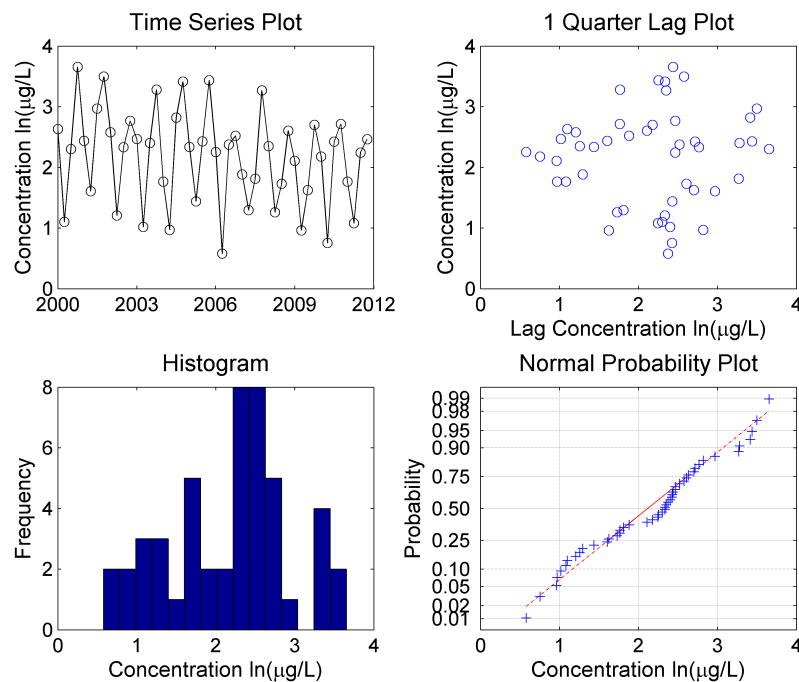 Time Series Plot
Concentration ln(μg/L)
4
3
2
1
0
2000 2003 2006 2009 2012
1 Quarter Lag Plot
Concentration ln(μg/L)
4
3
2
1
0
0 1 2 3 4
Lag Concentration ln(μg/L)
Histogram
Frequency
8
6
4
2
0
0 1 2 3 4
Concentration ln(μg/L)
Normal Probability Plot
Probability
0.99
0.98
0.95
0.90
0.75
0.50
0.25
0.10
0.05
0.02
0.01
0 1 2 3 4
Concentration ln(μg/L)